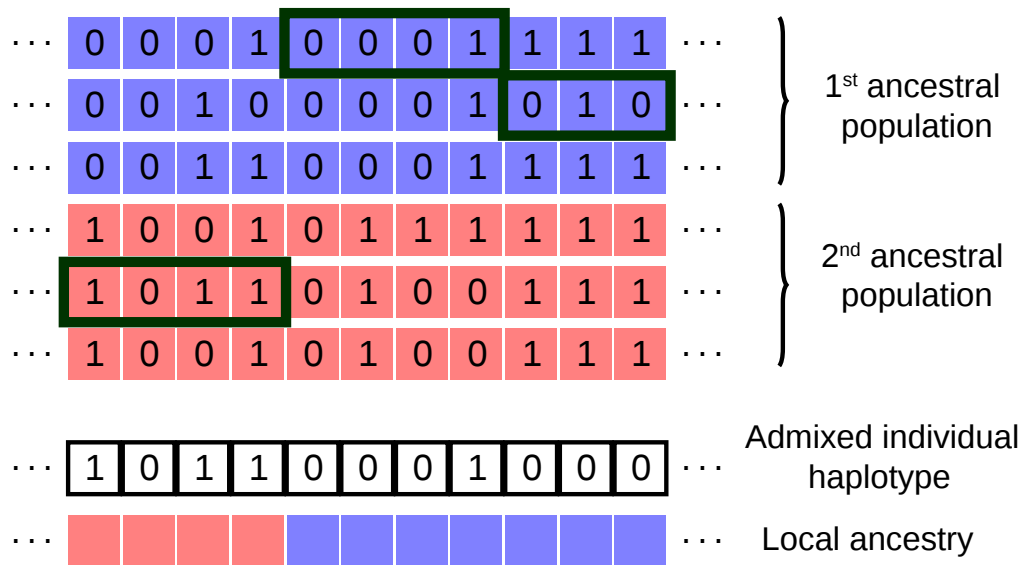 ··· 0 0 0 1 0 0 0 1 1 1 1 ···
··· 0 0 1 0 0 0 0 1 0 1 0 ···
··· 0 0 1 1 0 0 0 1 1 1 1 ···
1st ancestral
population
··· 1 0 0 1 0 1 1 1 1 1 1 ···
··· 1 0 1 1 0 1 0 0 1 1 1 ···
··· 1 0 0 1 0 1 0 0 1 1 1 ···
2nd ancestral
population
··· 1 0 1 1 0 0 0 1 0 0 0 ···
Admixed individual
haplotype
··· ··· Local ancestry